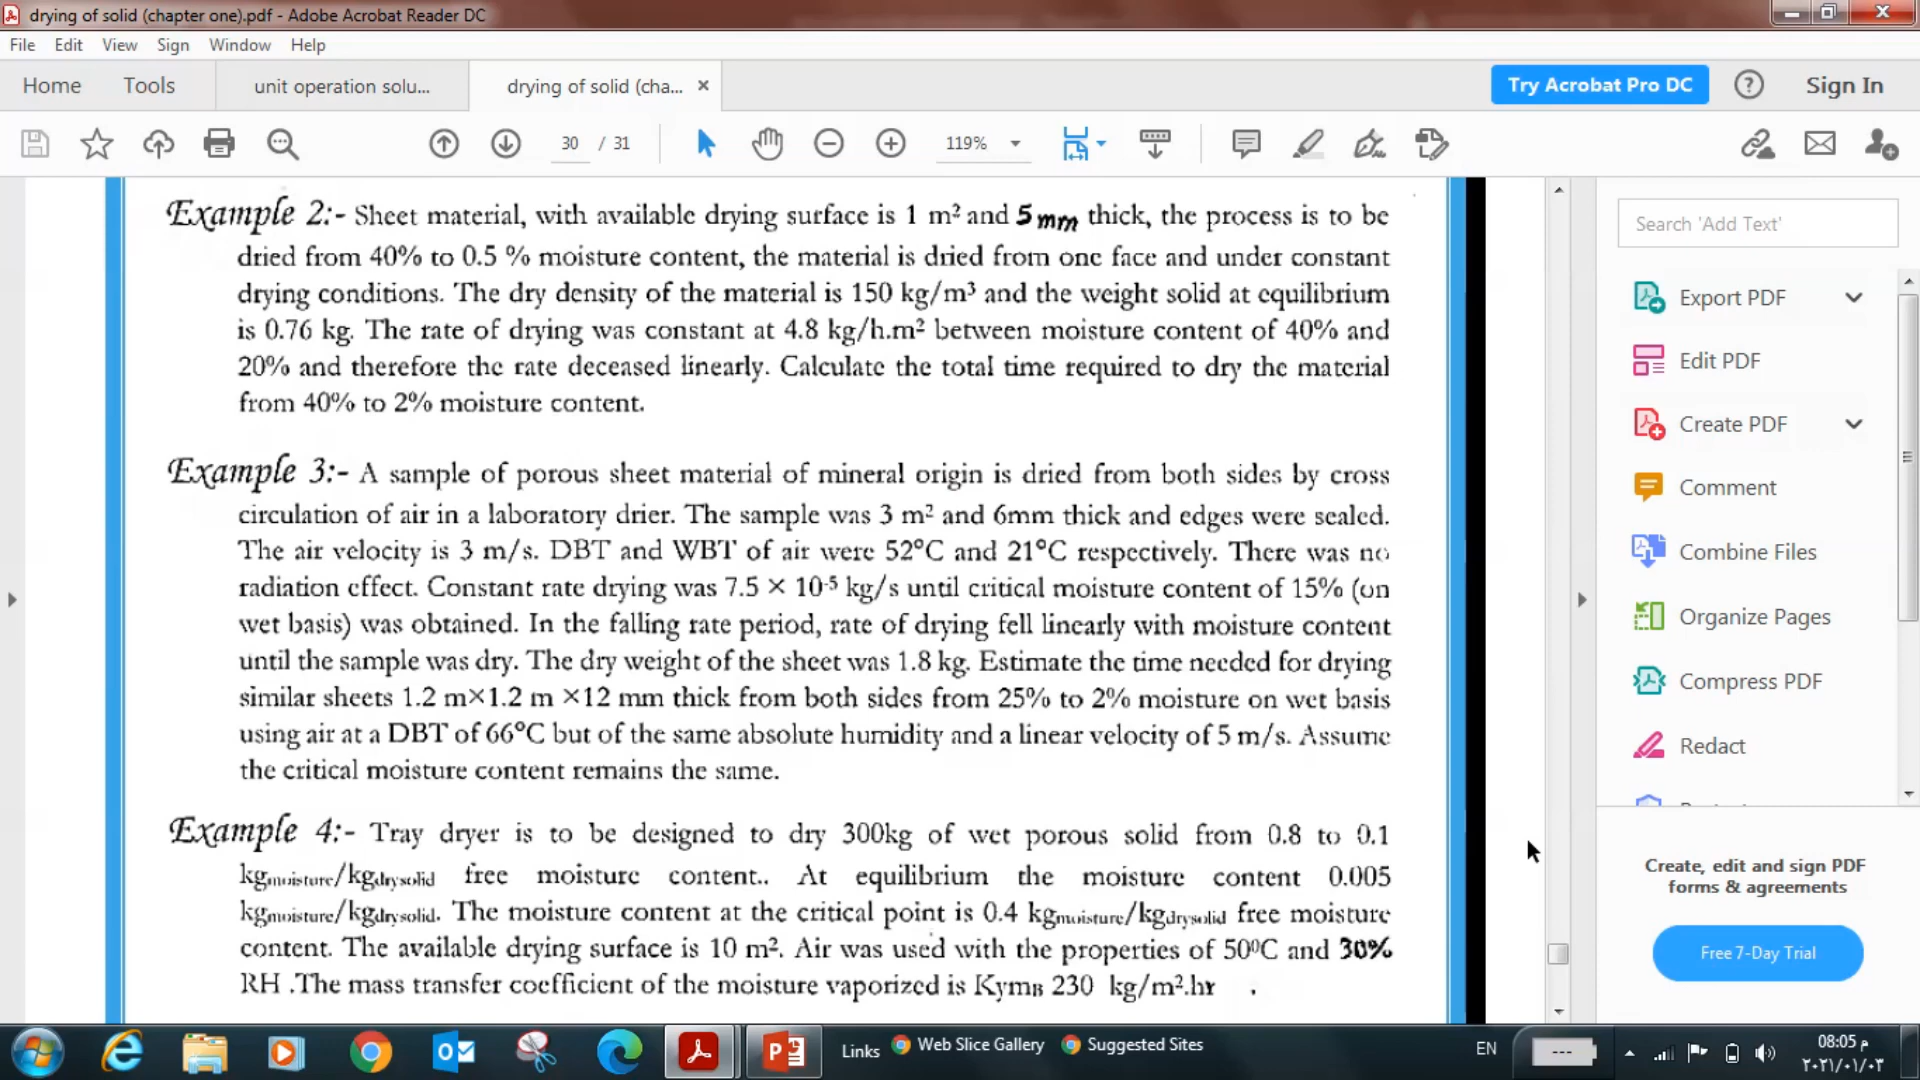 drying of solid (chapter one).pdf - Adobe Acrobat Reader DC
File Edit View Sign Window Help
Home Tools unit operation solu... drying of solid (cha... × Try Acrobat Pro DC ? Sign In
30 / 31 119%
Example 2:- Sheet material, with available drying surface is 1 m² and 5mm thick, the process is to be
dried from 40% to 0.5 % moisture content, the material is dried from one face and under constant
drying conditions. The dry density of the material is 150 kg/m³ and the weight solid at equilibrium
is 0.76 kg. The rate of drying was constant at 4.8 kg/h.m² between moisture content of 40% and
20% and therefore the rate deceased linearly. Calculate the total time required to dry the material
from 40% to 2% moisture content.
Example 3:- A sample of porous sheet material of mineral origin is dried from both sides by cross
circulation of air in a laboratory drier. The sample was 3 m² and 6mm thick and edges were sealed.
The air velocity is 3 m/s. DBT and WBT of air were 52°C and 21°C respectively. There was no
radiation effect. Constant rate drying was 7.5 × 10⁻⁵ kg/s until critical moisture content of 15% (on
wet basis) was obtained. In the falling rate period, rate of drying fell linearly with moisture content
until the sample was dry. The dry weight of the sheet was 1.8 kg. Estimate the time needed for drying
similar sheets 1.2 m×1.2 m ×12 mm thick from both sides from 25% to 2% moisture on wet basis
using air at a DBT of 66°C but of the same absolute humidity and a linear velocity of 5 m/s. Assume
the critical moisture content remains the same.
Example 4:- Tray dryer is to be designed to dry 300kg of wet porous solid from 0.8 to 0.1
kgmoisture/kgdrysolid free moisture content.. At equilibrium the moisture content 0.005
kgmoisture/kgdrysolid. The moisture content at the critical point is 0.4 kgmoisture/kgdrysolid free moisture
content. The available drying surface is 10 m². Air was used with the properties of 50⁰C and 30%
RH .The mass transfer coefficient of the moisture vaporized is KymB 230 kg/m².hr .
Search 'Add Text'
Export PDF
Edit PDF
Create PDF
Comment
Combine Files
Organize Pages
Compress PDF
Redact
Create, edit and sign PDF
forms & agreements
Free 7-Day Trial
Links Web Slice Gallery Suggested Sites EN --- 08:05 م
٢٠٢١/٠١/٠٣